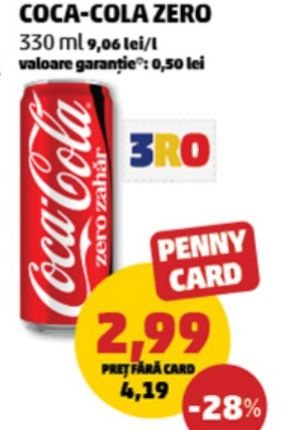 COCA-COLA ZERO
330 ml 9,06 lei/l
valoare garanție: 0,50 lei
Coca-Cola
zero zahăr
3RO
PENNY
CARD
2,99
PREȚ FĂRĂ CARD
4,19
-28%